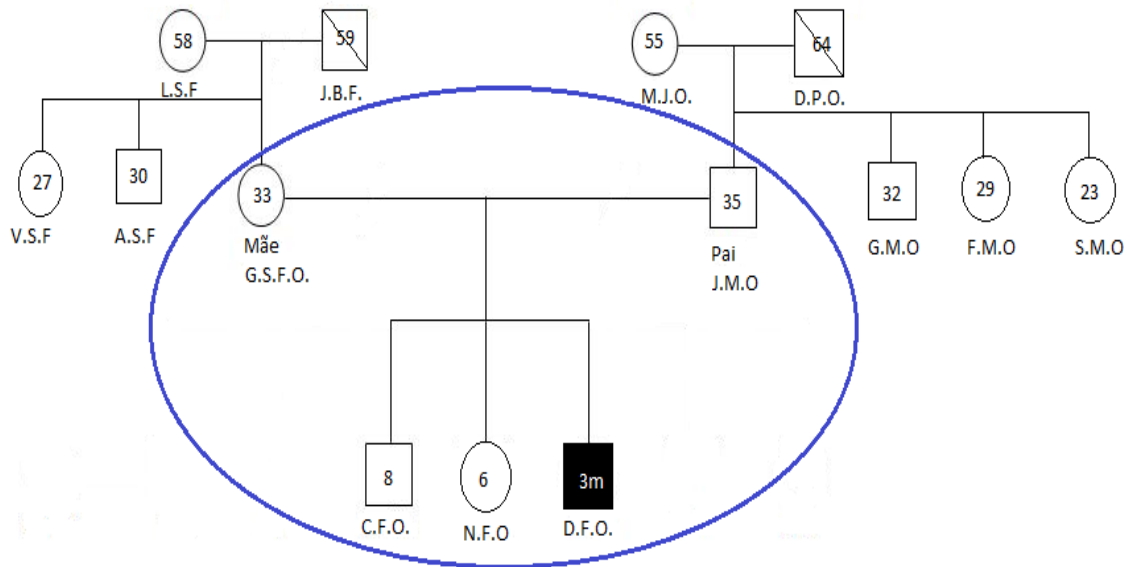 58
59
55
64
L.S.F
J.B.F.
M.J.O.
D.P.O.
27
30
33
35
32
29
23
V.S.F
A.S.F
Mãe
G.S.F.O.
Pai
J.M.O
G.M.O
F.M.O
S.M.O
8
6
3m
C.F.O.
N.F.O
D.F.O.